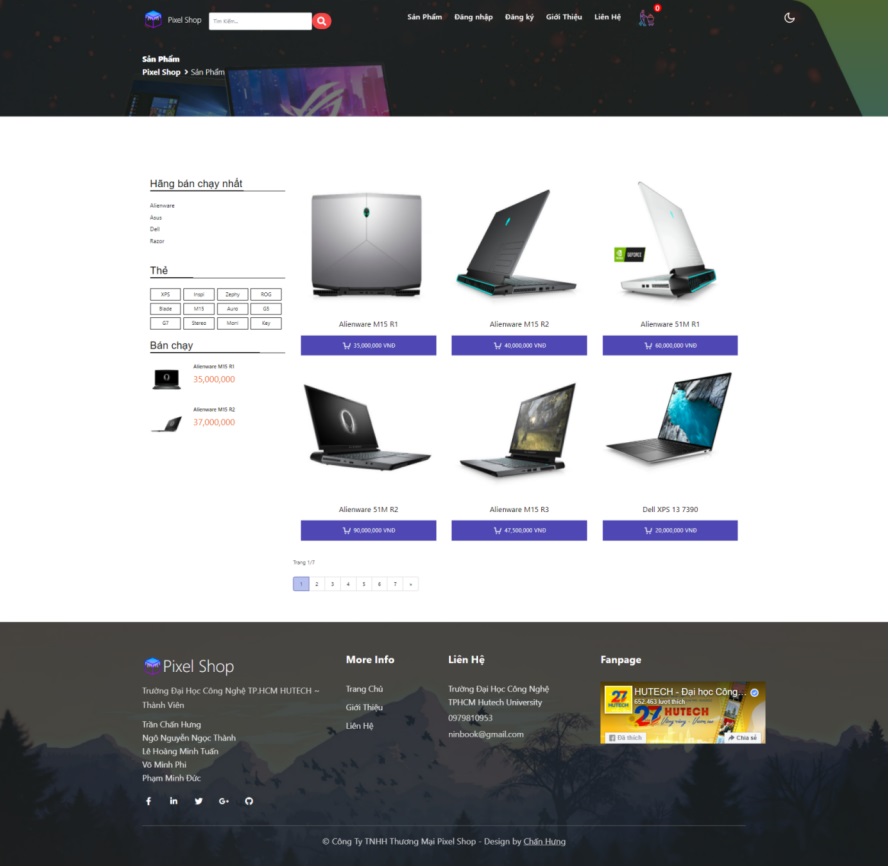 Pixel Shop
Tìm Kiếm...
Sản Phẩm
Đăng nhập
Đăng ký
Giới Thiệu
Liên Hệ
0
Sản Phẩm
Pixel Shop > Sản Phẩm
Hãng bán chạy nhất
Alienware
Asus
Dell
Razor
Thẻ
XPS
Inspi
Zephy
ROG
Blade
M15
Auro
G5
G7
Stereo
Mori
Key
Bán chạy
Alienware M15 R1
35,000,000
Alienware M15 R2
37,000,000
Alienware M15 R1
35,000,000 VNĐ
Alienware M15 R2
40,000,000 VNĐ
GEFORCE
Alienware 51M R1
60,000,000 VNĐ
Alienware 51M R2
90,000,000 VNĐ
Alienware M15 R3
47,500,000 VNĐ
Dell XPS 13 7390
20,000,000 VNĐ
Trang 1/7
1 2 3 4 5 6 7 »
Pixel Shop
Trường Đại Học Công Nghệ TP.HCM HUTECH –
Thành Viên
Trần Chấn Hưng
Ngô Nguyễn Ngọc Thành
Lê Hoàng Minh Tuấn
Võ Minh Phi
Phạm Minh Đức
More Info
Trang Chủ
Giới Thiệu
Liên Hệ
Liên Hệ
Trường Đại Học Công Nghệ
TPHCM Hutech University
0979810953
ninbook@gmail.com
Fanpage
HUTECH - Đại học Công...
652.463 lượt thích
27
HUTECH
27 HUTECH
Đã thích
Chia sẻ
© Công Ty TNHH Thương Mại Pixel Shop - Design by Chấn Hưng